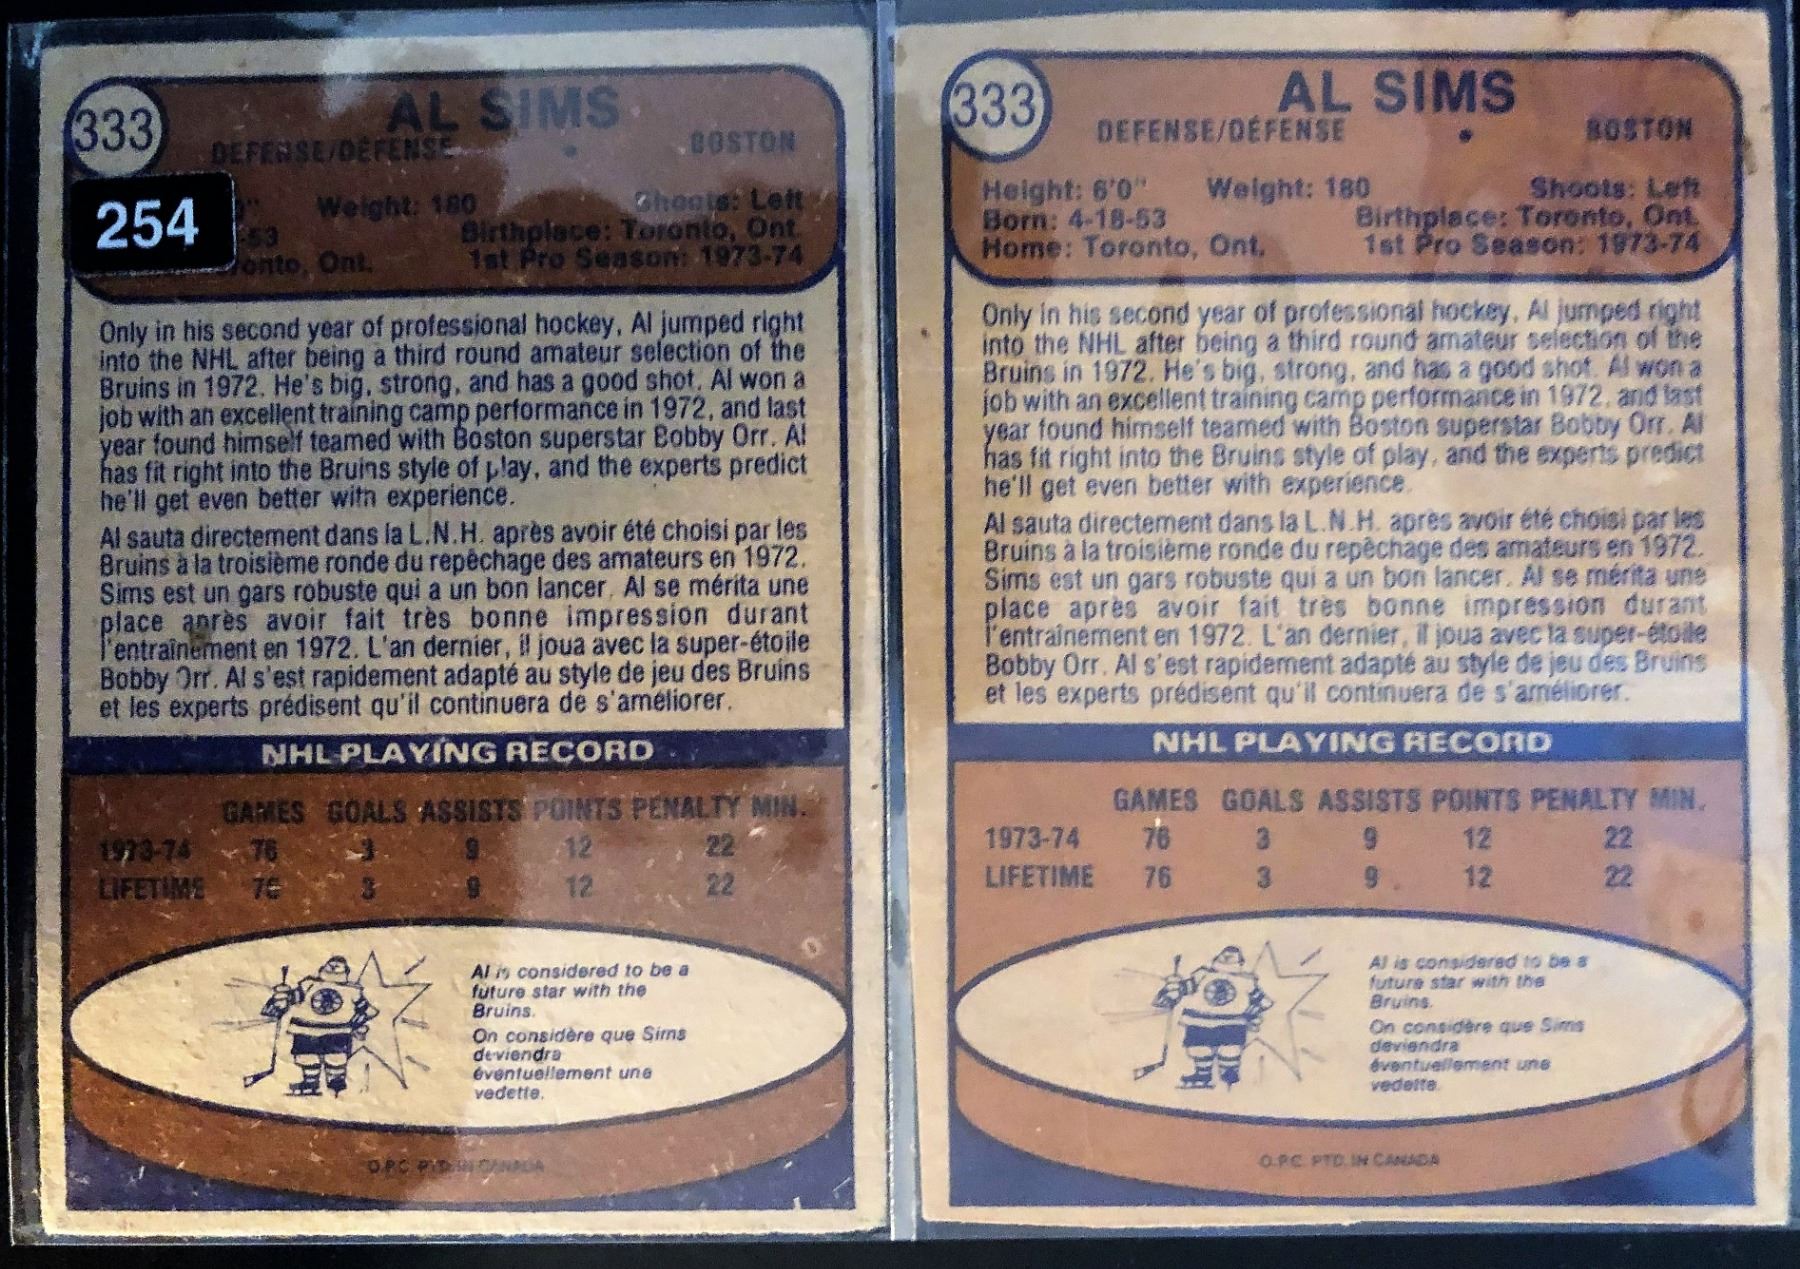 333
AL SIMS
DEFENSE/DÉFENSE • BOSTON
254
Weight: 180 Shoots: Left
-53 Birthplace: Toronto, Ont.
ronto, Ont. 1st Pro Season: 1973-74
Only in his second year of professional hockey, Al jumped right
into the NHL after being a third round amateur selection of the
Bruins in 1972. He's big, strong, and has a good shot. Al won a
job with an excellent training camp performance in 1972, and last
year found himself teamed with Boston superstar Bobby Orr. Al
has fit right into the Bruins style of play, and the experts predict
he'll get even better with experience.
Al sauta directement dans la L.N.H. après avoir été choisi par les
Bruins à la troisième ronde du repêchage des amateurs en 1972.
Sims est un gars robuste qui a un bon lancer. Al se mérita une
place après avoir fait très bonne impression durant
l'entraînement en 1972. L'an dernier, il joua avec la super-étoile
Bobby Orr. Al s'est rapidement adapté au style de jeu des Bruins
et les experts prédisent qu'il continuera de s'améliorer.
NHL PLAYING RECORD
GAMES GOALS ASSISTS POINTS PENALTY MIN.
1973-74 76 3 9 12 22
LIFETIME 76 3 9 12 22
Al is considered to be a
future star with the
Bruins.
On considère que Sims
deviendra
éventuellement une
vedette.
O.P.C. PTD. IN CANADA
333
AL SIMS
DEFENSE/DÉFENSE • BOSTON
Height: 6'0" Weight: 180 Shoots: Left
Born: 4-18-53 Birthplace: Toronto, Ont.
Home: Toronto, Ont. 1st Pro Season: 1973-74
Only in his second year of professional hockey, Al jumped right
into the NHL after being a third round amateur selection of the
Bruins in 1972. He's big, strong, and has a good shot. Al won a
job with an excellent training camp performance in 1972, and last
year found himself teamed with Boston superstar Bobby Orr. Al
has fit right into the Bruins style of play, and the experts predict
he'll get even better with experience.
Al sauta directement dans la L.N.H. après avoir été choisi par les
Bruins à la troisième ronde du repêchage des amateurs en 1972.
Sims est un gars robuste qui a un bon lancer. Al se mérita une
place après avoir fait très bonne impression durant
l'entraînement en 1972. L'an dernier, il joua avec la super-étoile
Bobby Orr. Al s'est rapidement adapté au style de jeu des Bruins
et les experts prédisent qu'il continuera de s'améliorer.
NHL PLAYING RECORD
GAMES GOALS ASSISTS POINTS PENALTY MIN.
1973-74 76 3 9 12 22
LIFETIME 76 3 9 12 22
Al is considered to be a
future star with the
Bruins.
On considère que Sims
deviendra
éventuellement une
vedette.
O.P.C. PTD. IN CANADA